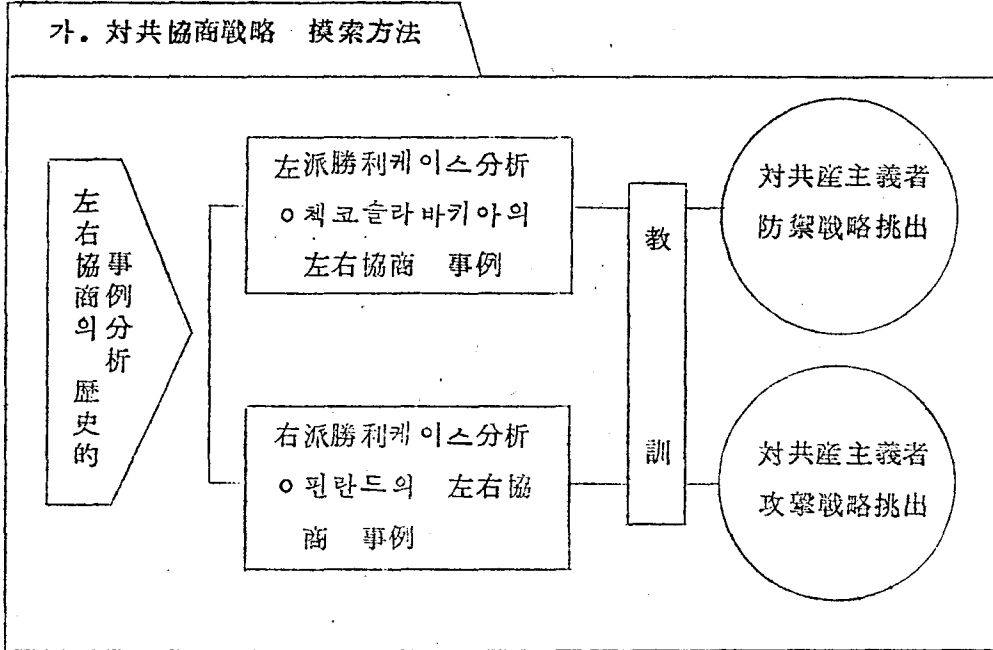 가. 対共協商戦略 摸索方法
左右協商의 歷史的
事例分析
左派勝利케이스分析
o 첵코슬라바키아의
左右協商 事例
右派勝利케이스分析
o 핀란드의 左右協
商 事例
教
訓
対共産主義者
防禦戦略挑出
対共産主義者
攻撃戦略挑出